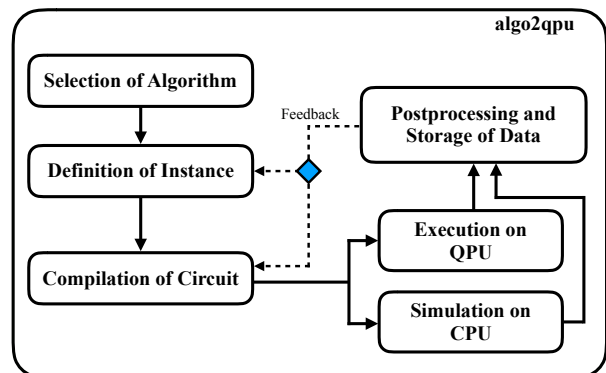 algo2qpu
Selection of Algorithm
Feedback
Postprocessing and
Storage of Data
Definition of Instance
Execution on
QPU
Compilation of Circuit
Simulation on
CPU